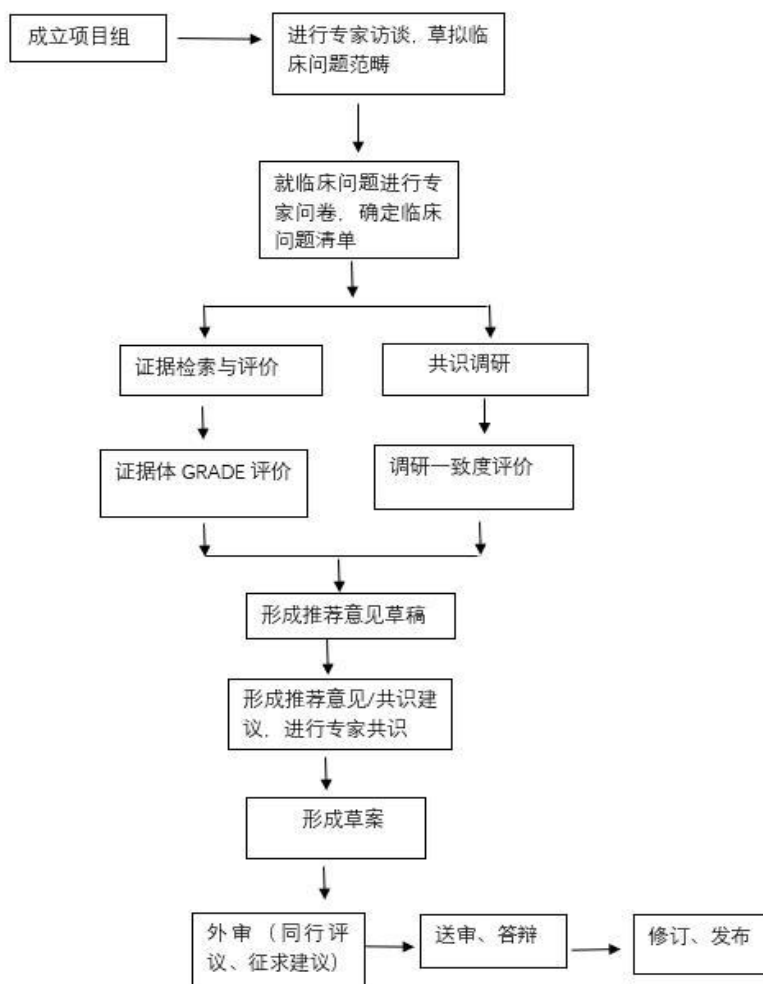 成立项目组
进行专家访谈，草拟临
床问题范畴
就临床问题进行专
家问卷，确定临床
问题清单
证据检索与评价
共识调研
证据体 GRADE 评价
调研一致度评价
形成推荐意见草稿
形成推荐意见/共识建
议，进行专家共识
形成草案
外审（同行评
议、征求建议）
送审、答辩
修订、发布